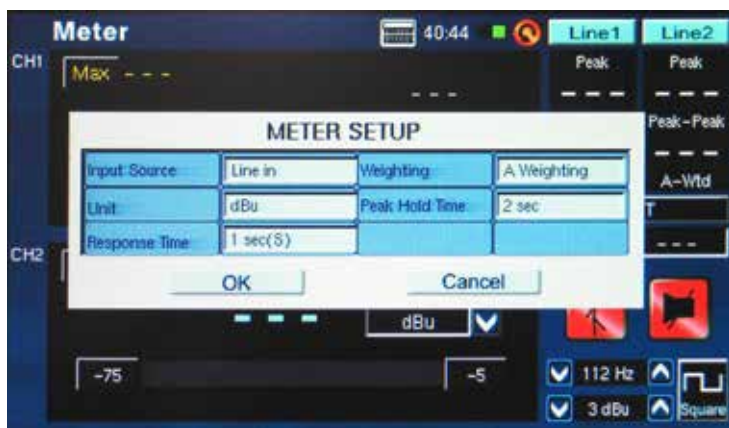 Meter
40:44
Line1
Line2
CH1
Max - - -
- - -
Peak
Peak
- - -
- - -
Peak-Peak
- - -
A-Wtd
T
- - -
METER SETUP
Input Source
Line in
Weighting
A Weighting
Unit
dBu
Peak Hold Time
2 sec
Response Time
1 sec(S)
OK
Cancel
CH2
- - -
dBu
-75
-5
112 Hz
3 dBu
Square